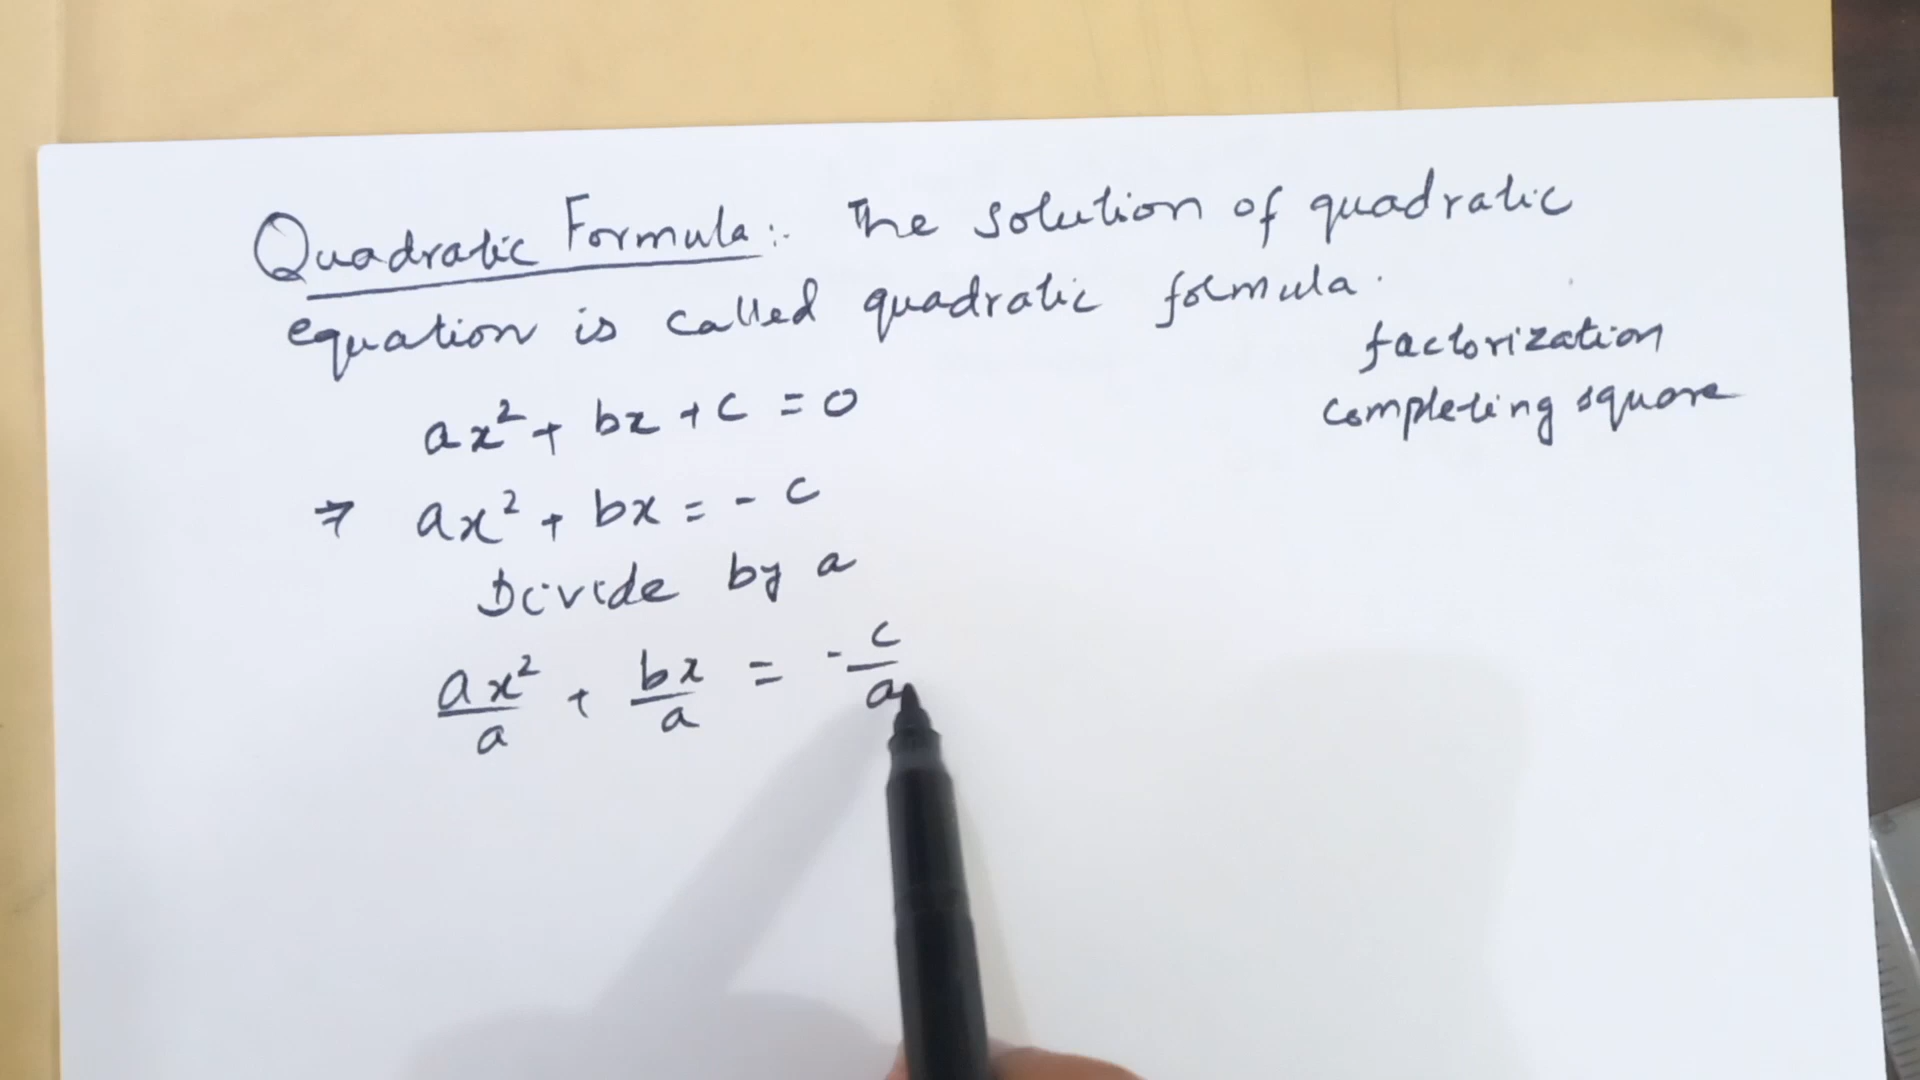 Quadratic Formula:. The solution of quadratic
equation is called quadratic formula.
factorization
completing square
ax² + bx + c = 0
⇒ ax² + bx = - c
Divide by a
ax²/a + bx/a = - c/a